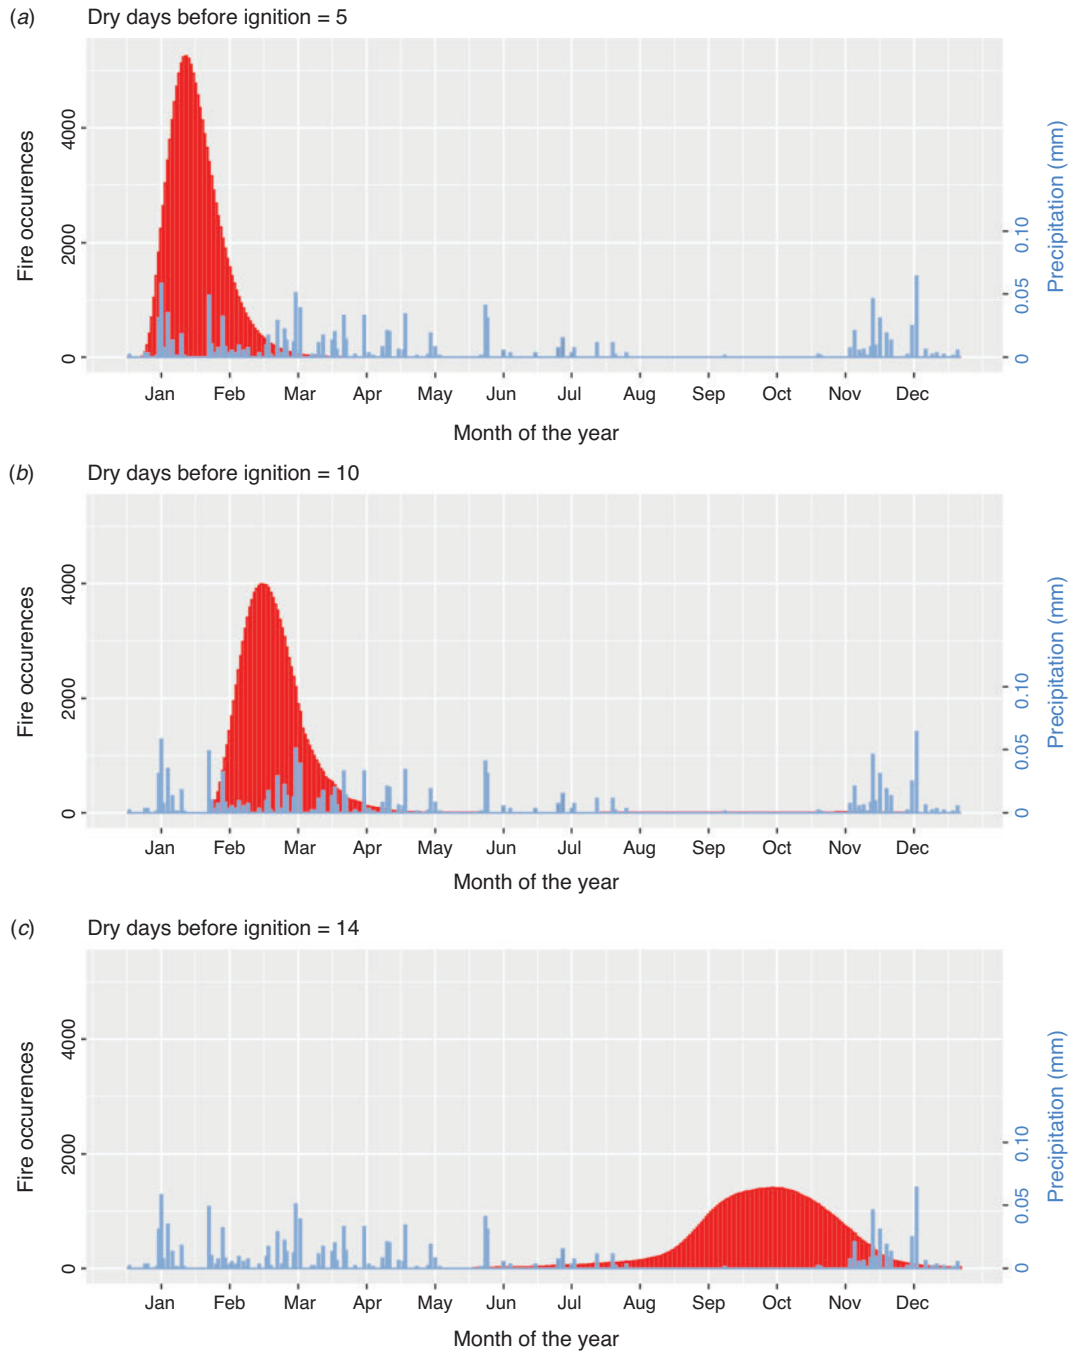 (a) Dry days before ignition = 5
Fire occurences
4000
2000
0
Precipitation (mm)
0.10
0.05
0
Jan Feb Mar Apr May Jun Jul Aug Sep Oct Nov Dec
Month of the year
(b) Dry days before ignition = 10
Fire occurences
4000
2000
0
Precipitation (mm)
0.10
0.05
0
Jan Feb Mar Apr May Jun Jul Aug Sep Oct Nov Dec
Month of the year
(c) Dry days before ignition = 14
Fire occurences
4000
2000
0
Precipitation (mm)
0.10
0.05
0
Jan Feb Mar Apr May Jun Jul Aug Sep Oct Nov Dec
Month of the year